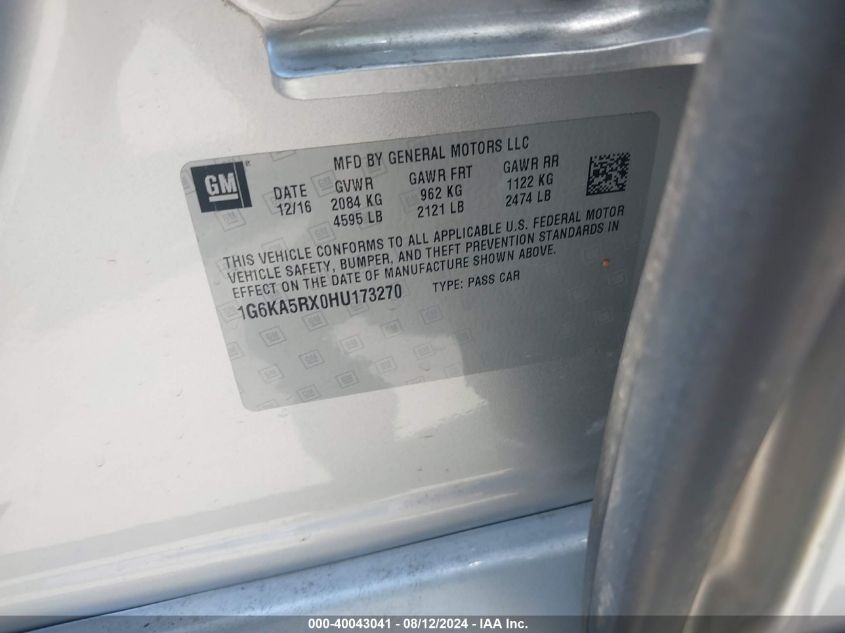 MFD BY GENERAL MOTORS LLC
GM
DATE GVWR GAWR FRT GAWR RR
12/16 2084 KG 962 KG 1122 KG
4595 LB 2121 LB 2474 LB
THIS VEHICLE CONFORMS TO ALL APPLICABLE U.S. FEDERAL MOTOR
VEHICLE SAFETY, BUMPER, AND THEFT PREVENTION STANDARDS IN
EFFECT ON THE DATE OF MANUFACTURE SHOWN ABOVE.
1G6KA5RX0HU173270 TYPE: PASS CAR
000-40043041 - 08/12/2024 - IAA Inc.